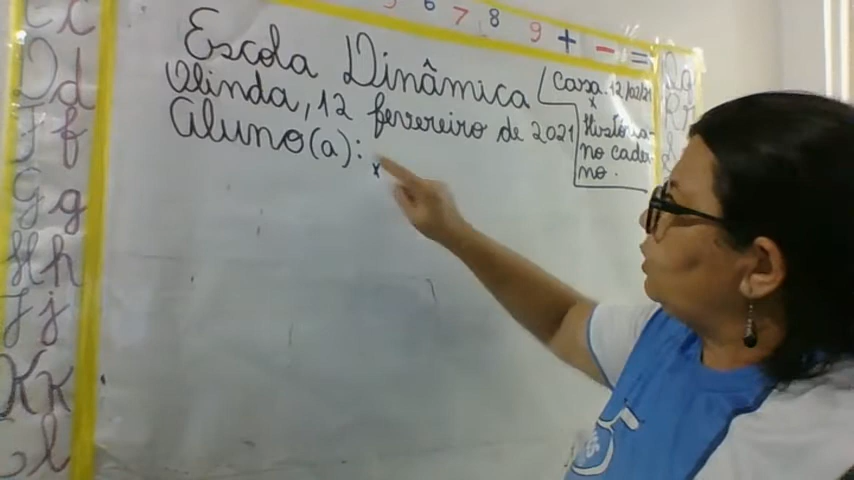 5 6 7 8 9 + - =
Escola Dinâmica
Olinda, 12 fevereiro de 2021
Aluno(a):
x
Casa. 12/02/21
x
História-
no cader-
no.
C c
D d
F f
G g
H h
J j
K k
L l
Q q
R r